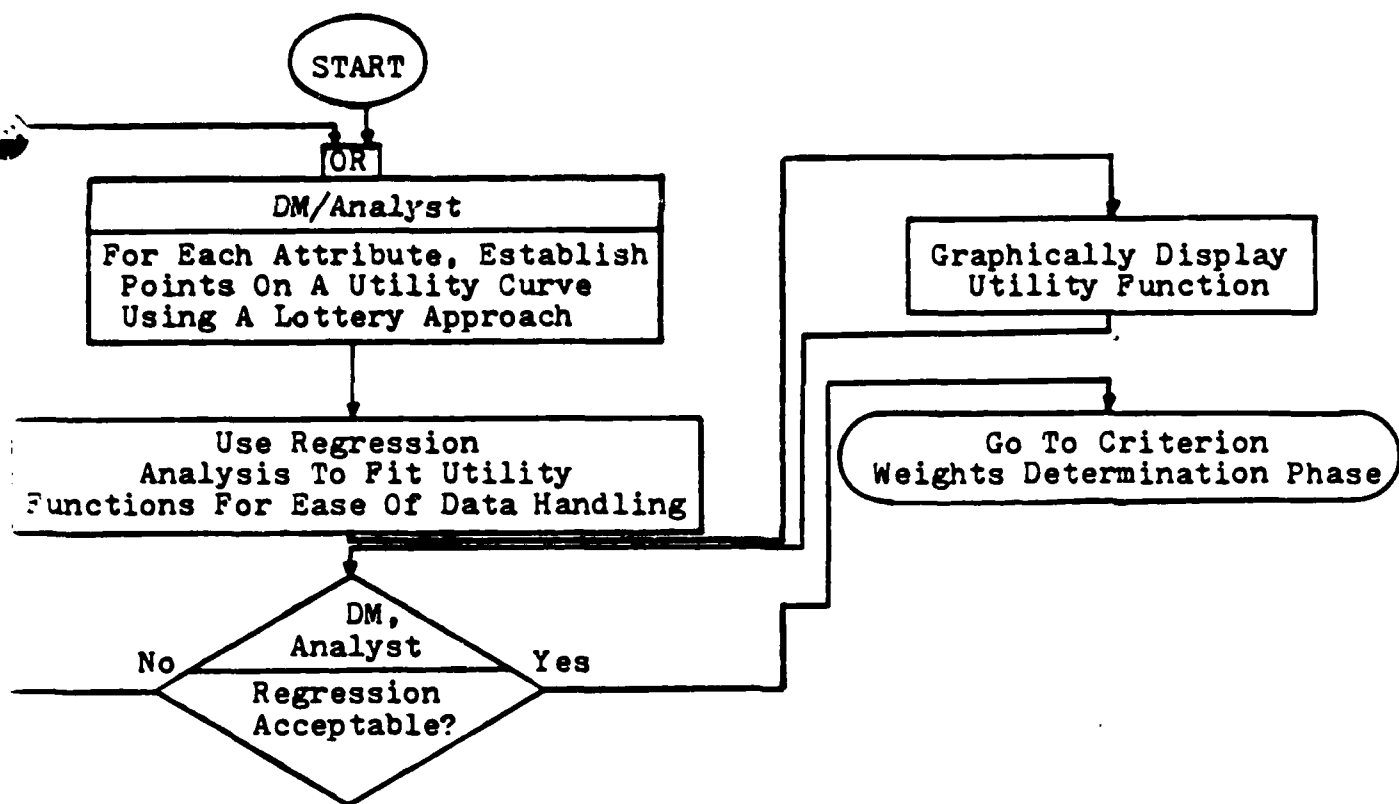 START
OR
DM/Analyst
For Each Attribute, Establish
Points On A Utility Curve
Using A Lottery Approach
Graphically Display
Utility Function
Use Regression
Analysis To Fit Utility
Functions For Ease Of Data Handling
Go To Criterion
Weights Determination Phase
DM,
Analyst
No
Yes
Regression
Acceptable?